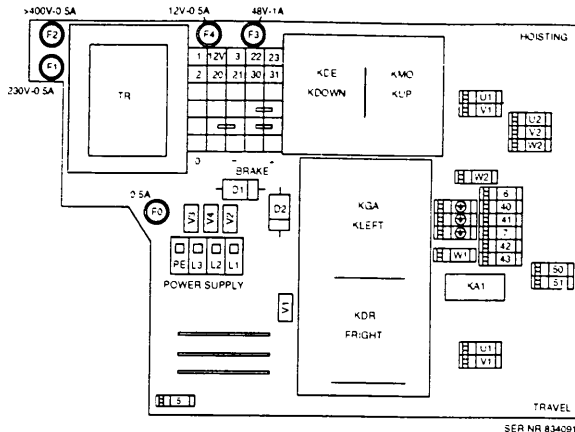 >400V-0.5A 12V-0.5A 48V-1A
F2 F4 F3 HOISTING
F1
230V-0.5A
1 12V 3 22 23
2 20 21 30 31
TR
KDE KMO
KDOWN KUP
U1
V1
U2
V2
W2
0
BRAKE
D1
D2
0.5A
F0
V3 V4 V2
W2
KGA
KLEFT
6
40
41
7
42
43
W1
PE L3 L2 L1
POWER SUPPLY
KA1
50
51
V1
KDR
FRIGHT
U1
V1
5
TRAVEL
SER NR 834091